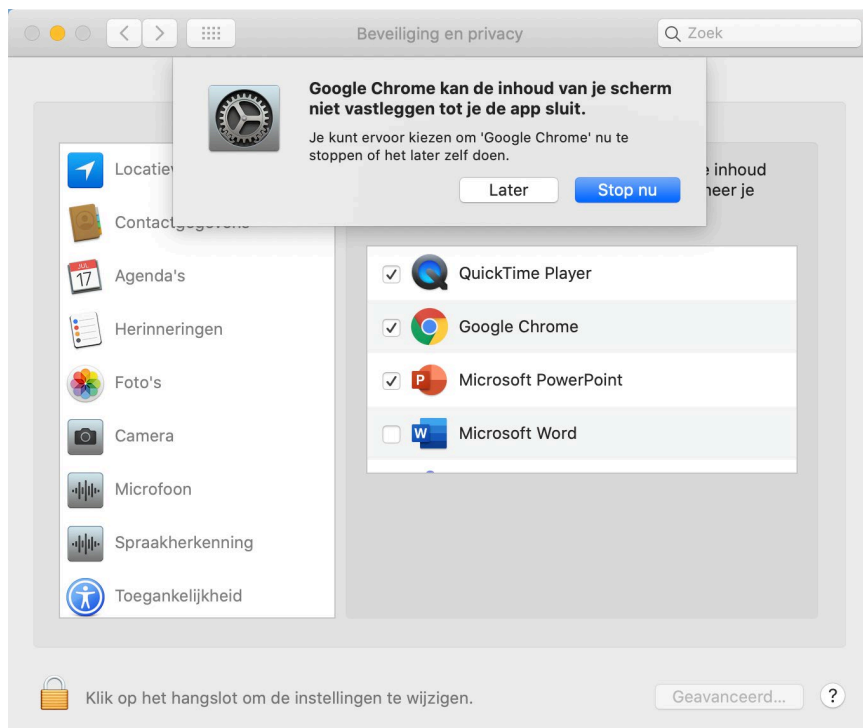 Beveiliging en privacy
Zoek
Google Chrome kan de inhoud van je scherm
niet vastleggen tot je de app sluit.
Je kunt ervoor kiezen om 'Google Chrome' nu te
stoppen of het later zelf doen.
Later
Stop nu
inhoud
je
JUL
17
Agenda's
Herinneringen
Foto's
Camera
Microfoon
Spraakherkenning
Toegankelijkheid
QuickTime Player
Google Chrome
P
Microsoft PowerPoint
W
Microsoft Word
Klik op het hangslot om de instellingen te wijzigen.
Geavanceerd...
?